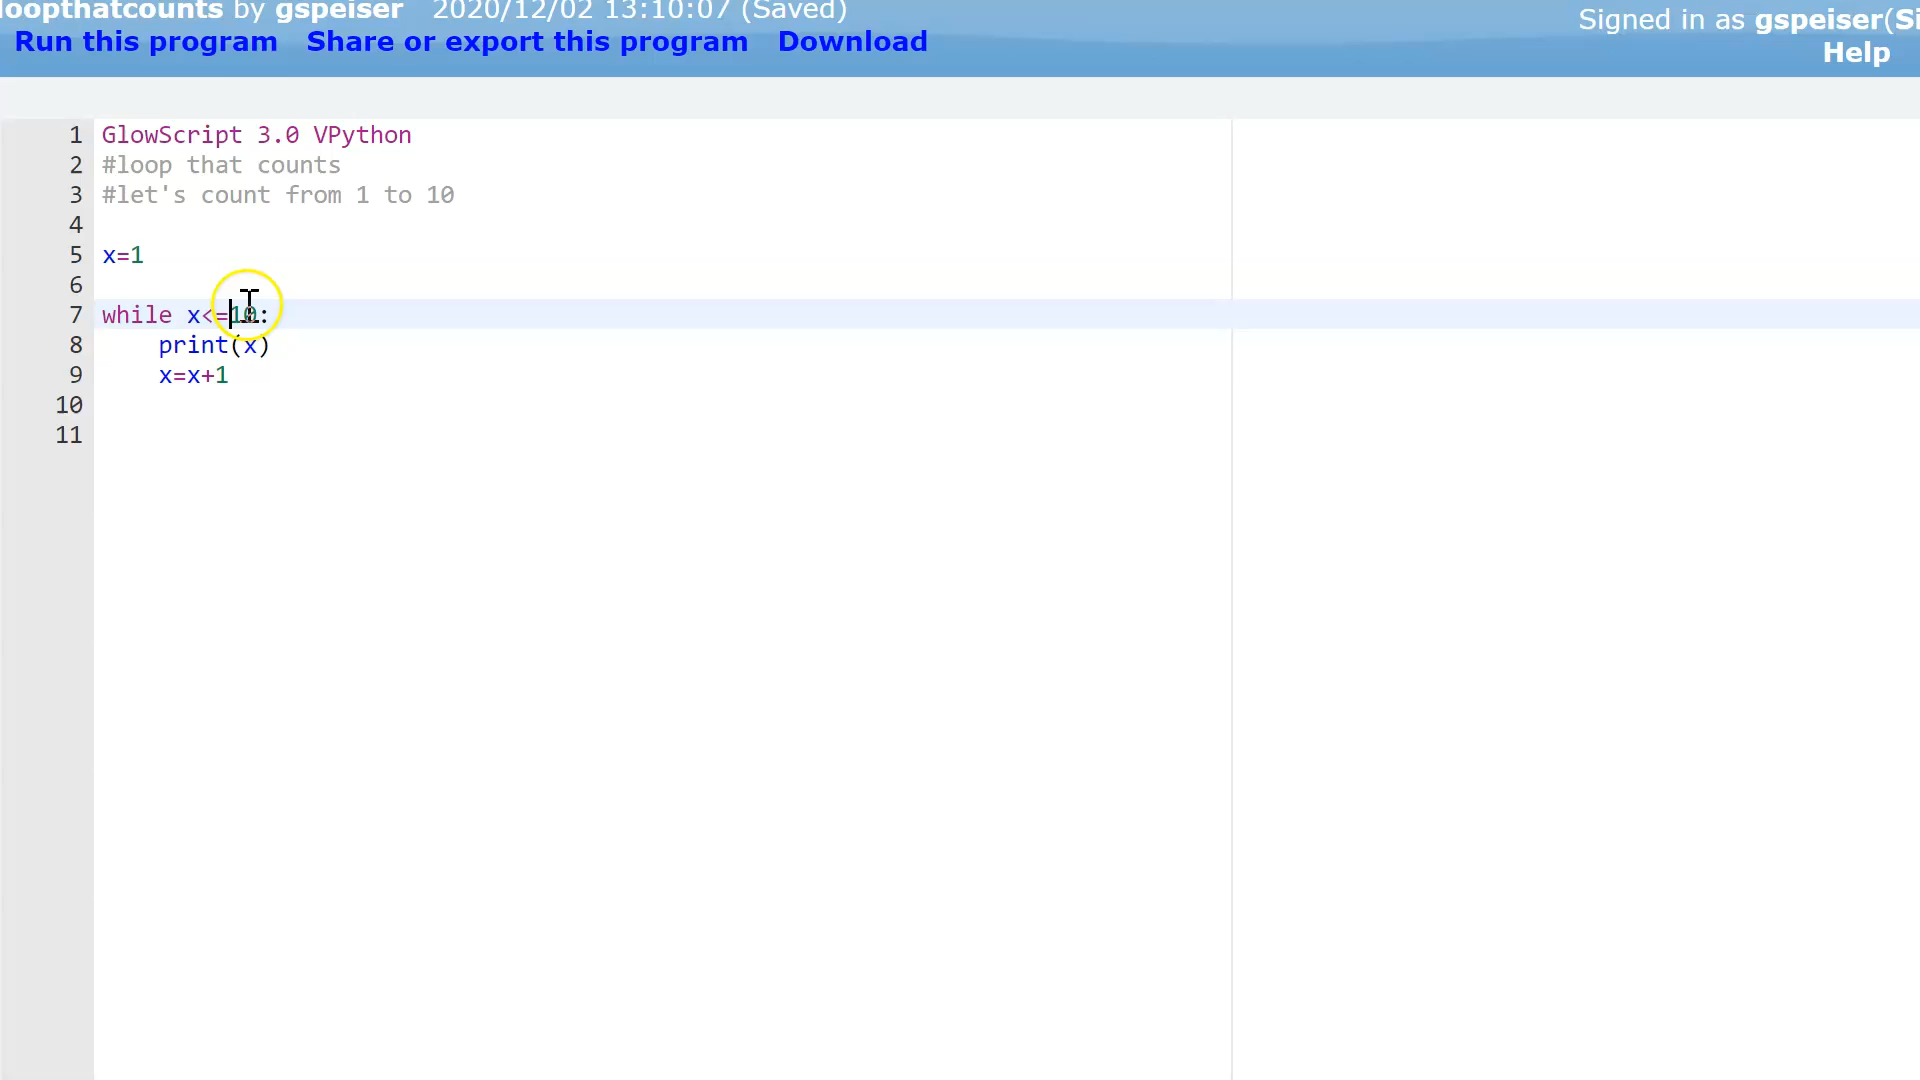 loopthatcounts by gspeiser 2020/12/02 13:10:07 (Saved)
Signed in as gspeiser(Si
Run this program Share or export this program Download
Help
1 GlowScript 3.0 VPython
2 #loop that counts
3 #let's count from 1 to 10
4
5 x=1
6
7 while x<=10:
8 print(x)
9 x=x+1
10
11